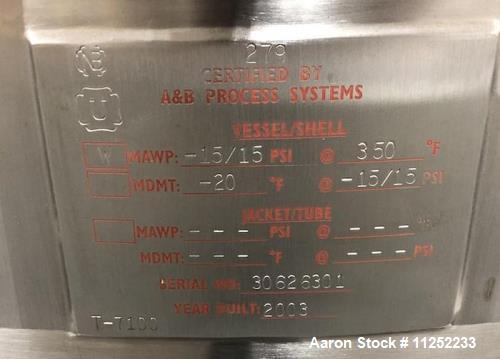 279
NB
CERTIFIED BY
U
A&B PROCESS SYSTEMS
VESSEL/SHELL
W MAWP: -15/15 PSI @ 350 °F
MDMT: -20 °F @ -15/15 PSI
JACKET/TUBE
MAWP: - - - PSI @ - - - °F
MDMT: - - - °F @ - - - PSI
SERIAL NO: 30626301
YEAR BUILT: 2003
T-7100
Aaron Stock # 11252233